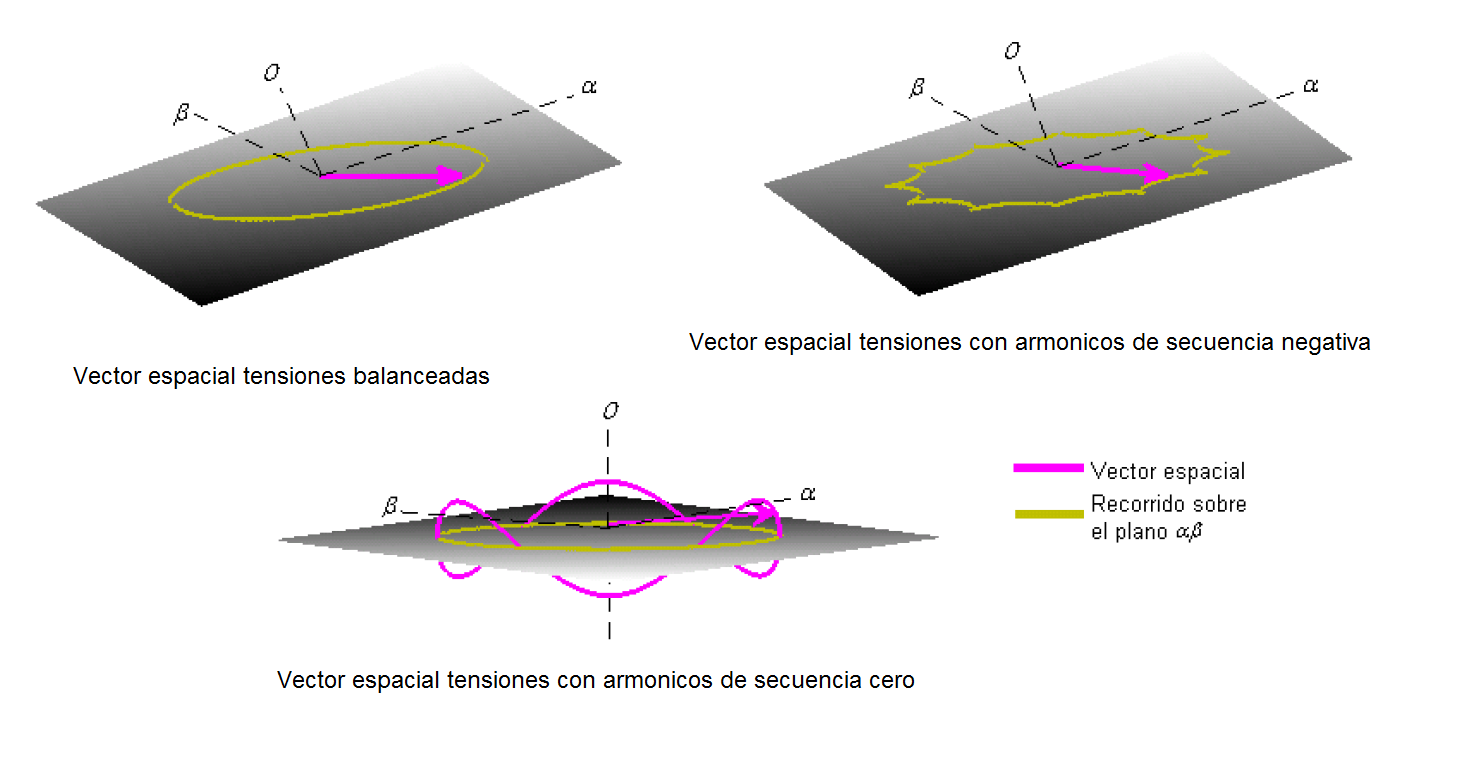 O
β
α
O
β
α
Vector espacial tensiones con armonicos de secuencia negativa
Vector espacial tensiones balanceadas
O
β
α
Vector espacial
Recorrido sobre
el plano αβ
Vector espacial tensiones con armonicos de secuencia cero